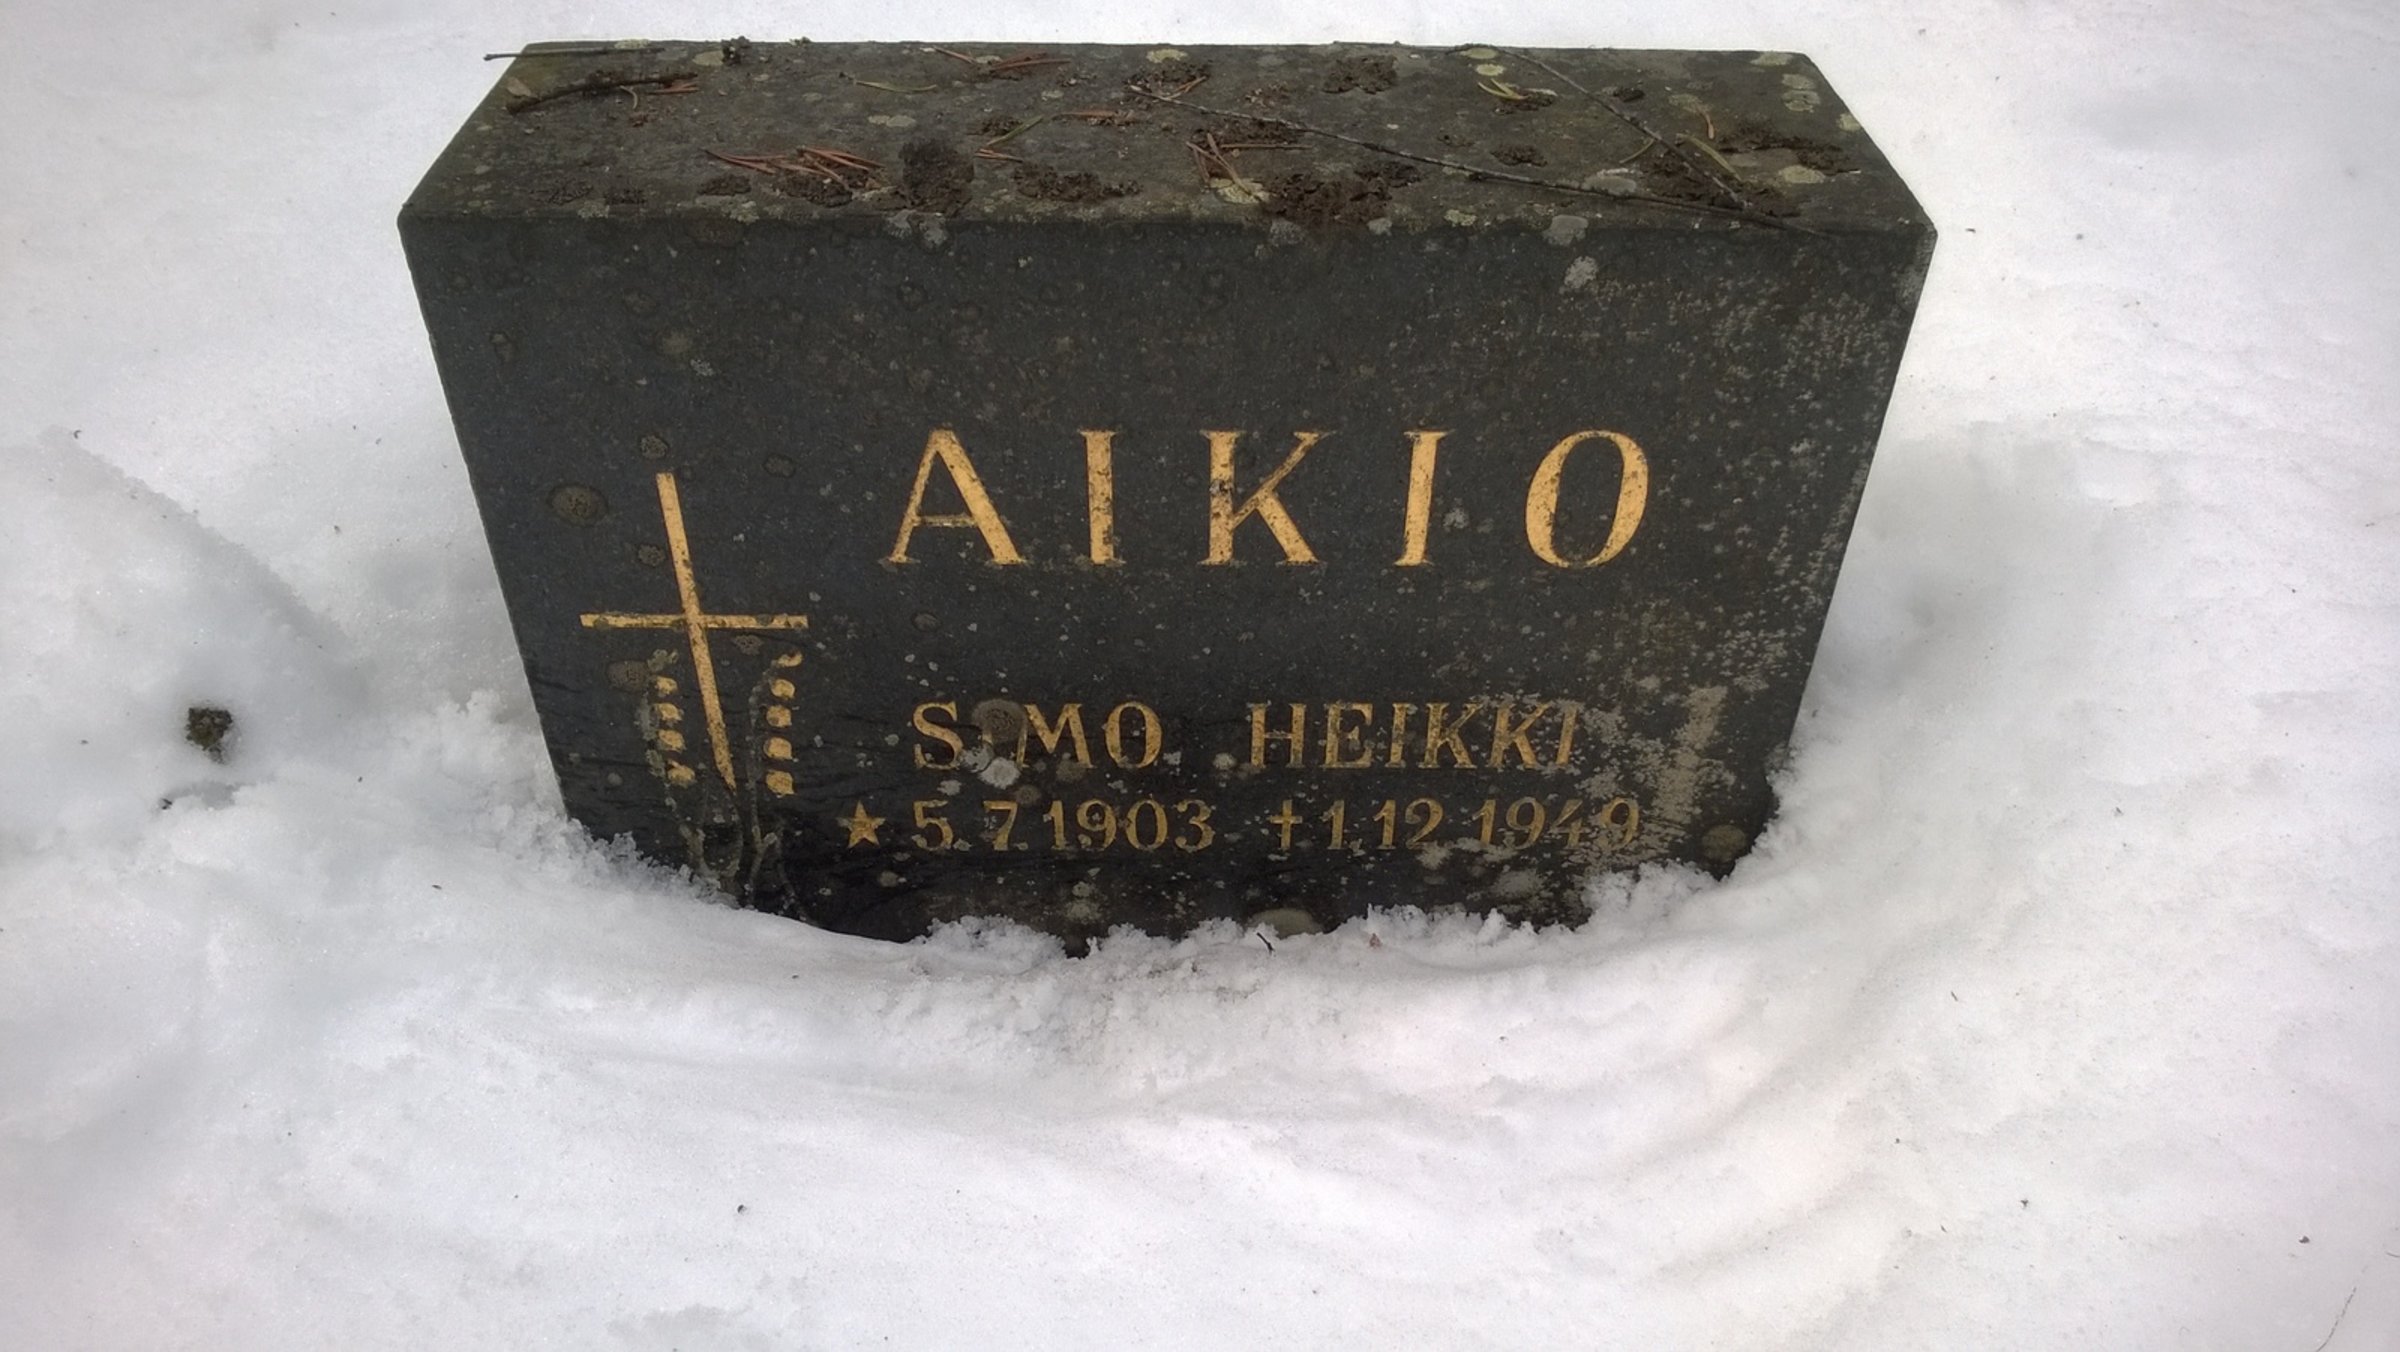 AIKIO
SIMO HEIKKI
★ 5.7.1903 † 1.12.1949